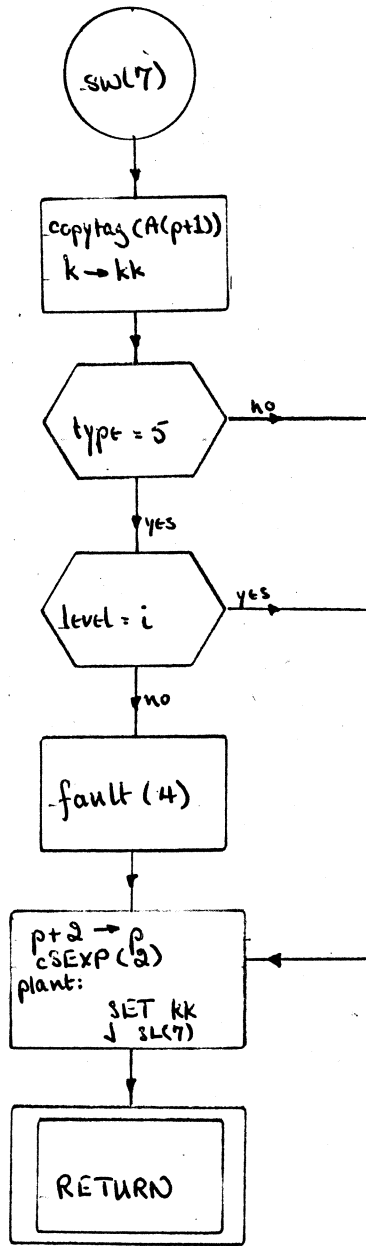 sw(7)
copytag(A(p+1))
k → kk
type = 5
no
yes
level = i
yes
no
fault(4)
p+2 → p
cSEXP(2)
plant:
SET kk
↓ SL(7)
RETURN